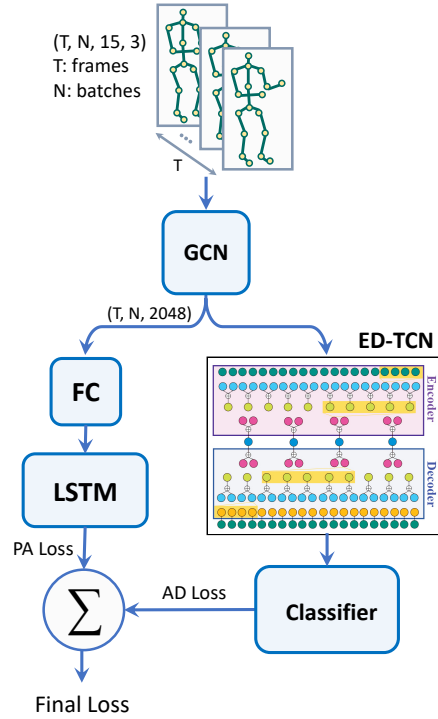 (T, N, 15, 3)
T: frames
N: batches
...
T
GCN
(T, N, 2048)
ED-TCN
FC
Encoder
LSTM
Decoder
PA Loss
∑
AD Loss
Classifier
Final Loss